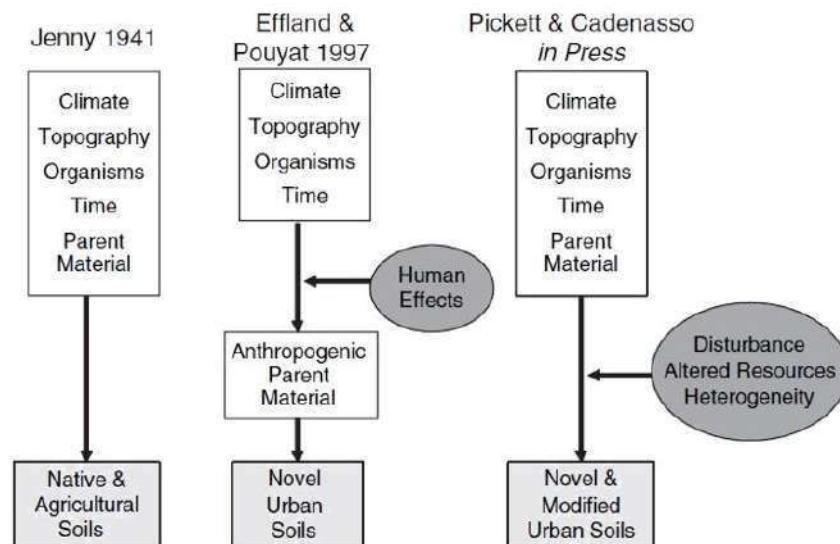 Jenny 1941
Climate
Topography
Organisms
Time
Parent
Material
Native &
Agricultural
Soils
Effland &
Pouyat 1997
Climate
Topography
Organisms
Time
Human
Effects
Anthropogenic
Parent
Material
Novel
Urban
Soils
Pickett & Cadenasso
in Press
Climate
Topography
Organisms
Time
Parent
Material
Disturbance
Altered Resources
Heterogeneity
Novel &
Modified
Urban Soils